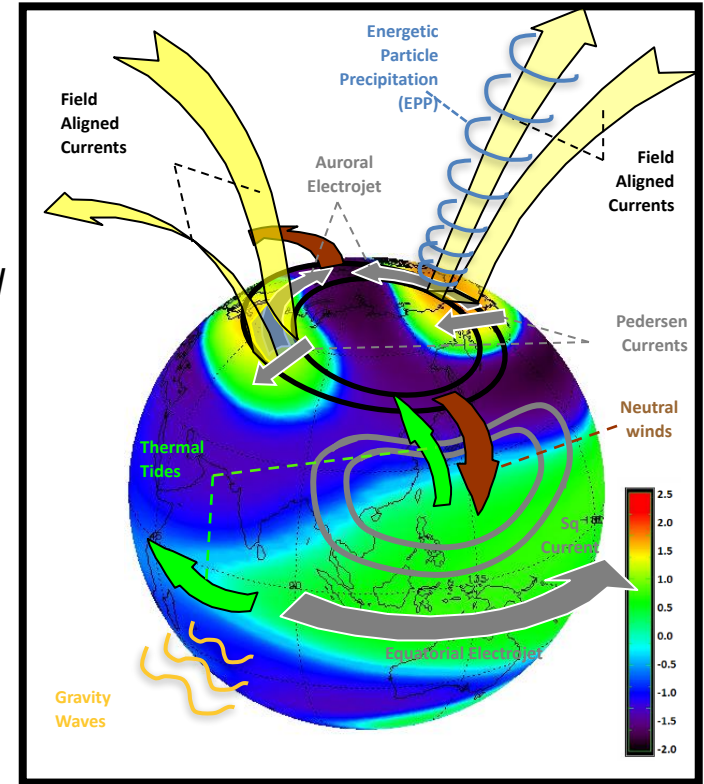 Energetic
Particle
Precipitation
(EPP)
Field
Aligned
Currents
Auroral
Electrojet
Field
Aligned
Currents
Pedersen
Currents
Neutral
winds
Thermal
Tides
Sq
Current
135
90
Equatorial Electrojet
Gravity
Waves
2.5
2.0
1.5
1.0
0.5
0.0
-0.5
-1.0
-1.5
-2.0